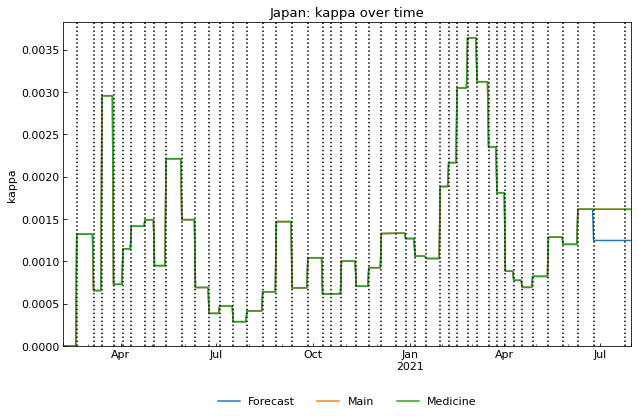 Japan: kappa over time
0.0035
0.0030
0.0025
0.0020
0.0015
0.0010
0.0005
0.0000
kappa
Apr Jul Oct Jan Apr Jul
2021
Forecast Main Medicine